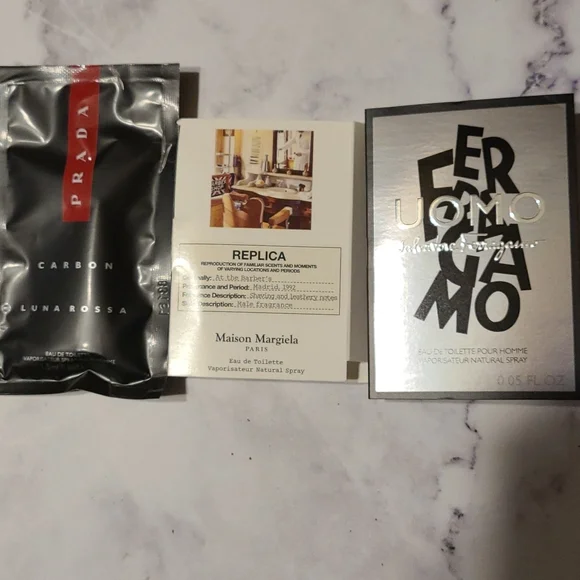 PRADA
CARBON
LUNA ROSSA
EAU DE TOILETTE
REPLICA
REPRODUCTION OF FAMILIAR SCENTS AND MOMENTS
OF VARYING LOCATIONS AND PERIODS
At the Barber's
Provenance and Period: Madrid, 1992
Fragrance Description: Shaving and leathery notes
Style Description: Male fragrance
Maison Margiela
PARIS
Eau de Toilette
Vaporisateur Natural Spray
FERRAGAMO
UOMO
Salvatore Ferragamo
EAU DE TOILETTE POUR HOMME
VAPORISATEUR NATURAL SPRAY
0.05 FL.OZ